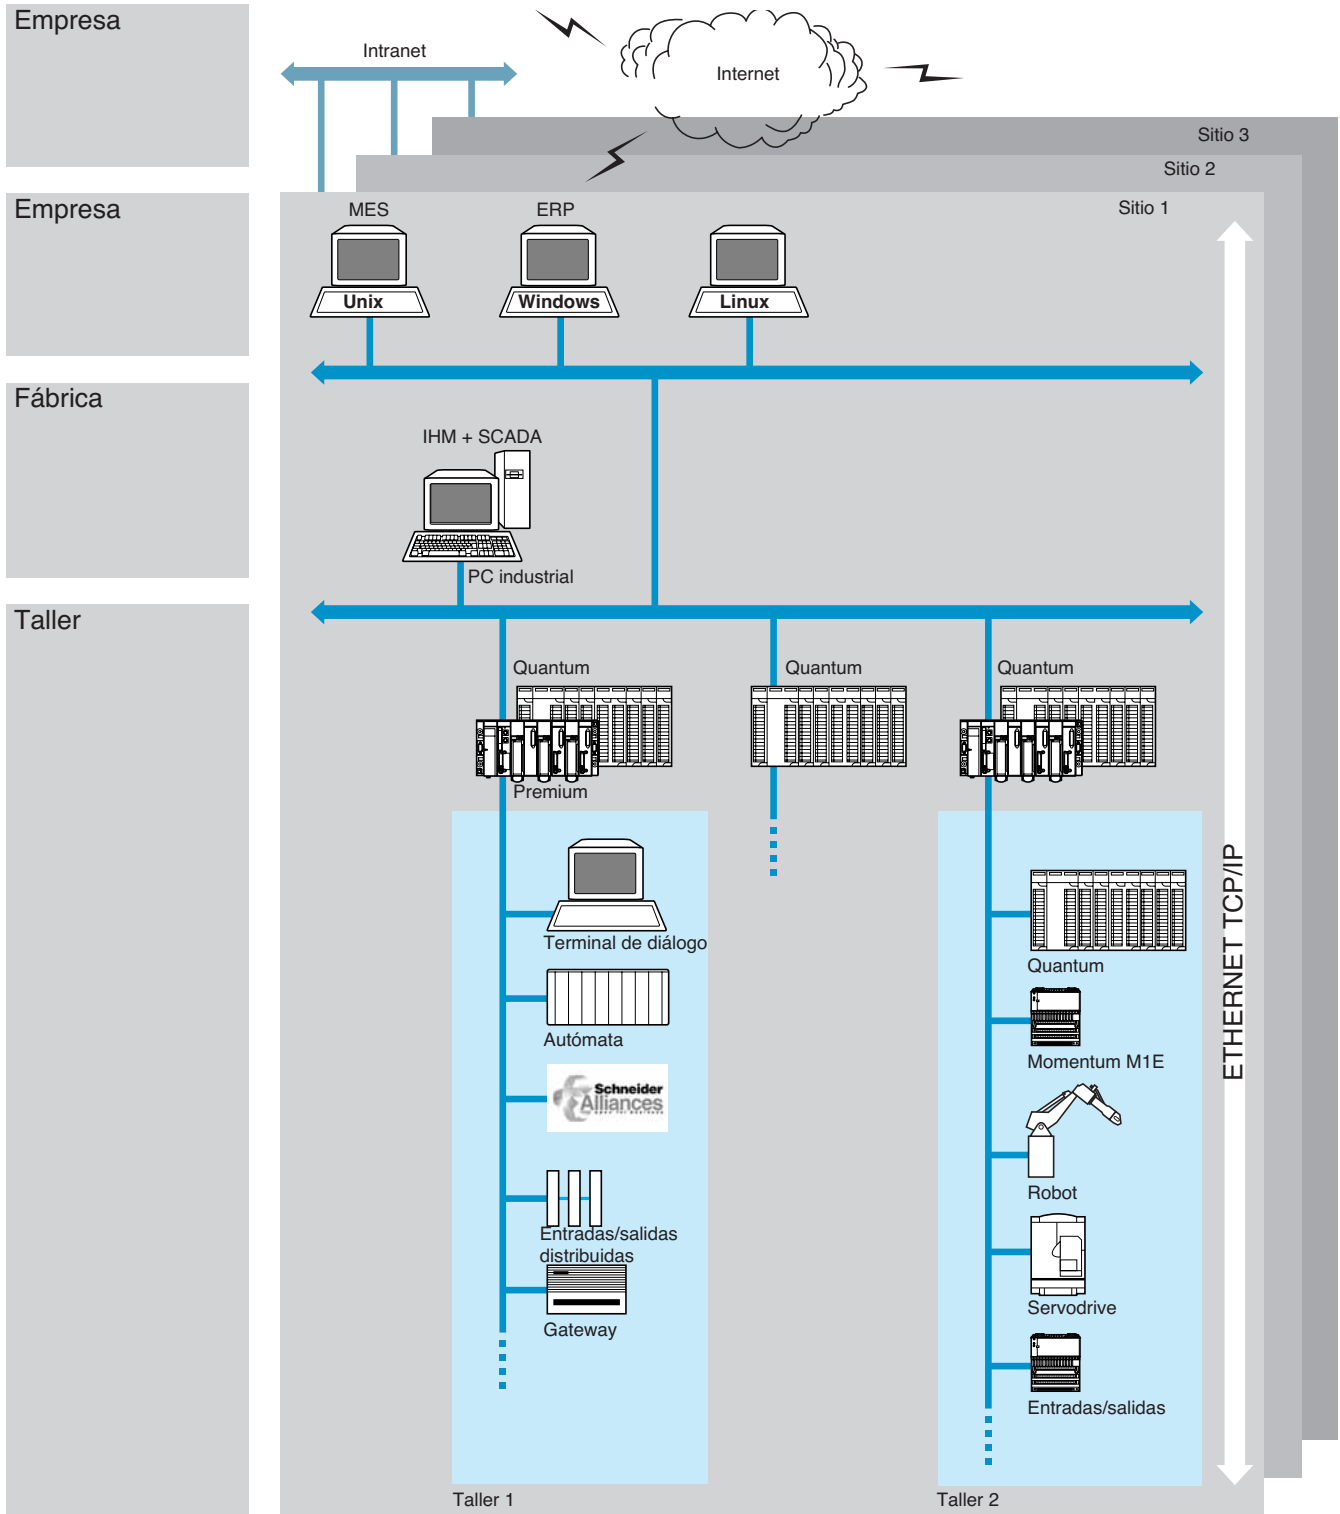 Empresa
Intranet
Internet
Sitio 3
Sitio 2
Sitio 1
Empresa
MES
ERP
Unix
Windows
Linux
Fábrica
IHM + SCADA
PC industrial
Taller
Quantum
Quantum
Quantum
Premium
Terminal de diálogo
Autómata
Schneider
Alliances
Entradas/salidas
distribuidas
Gateway
Quantum
Momentum M1E
Robot
Servodrive
Entradas/salidas
ETHERNET TCP/IP
Taller 1
Taller 2